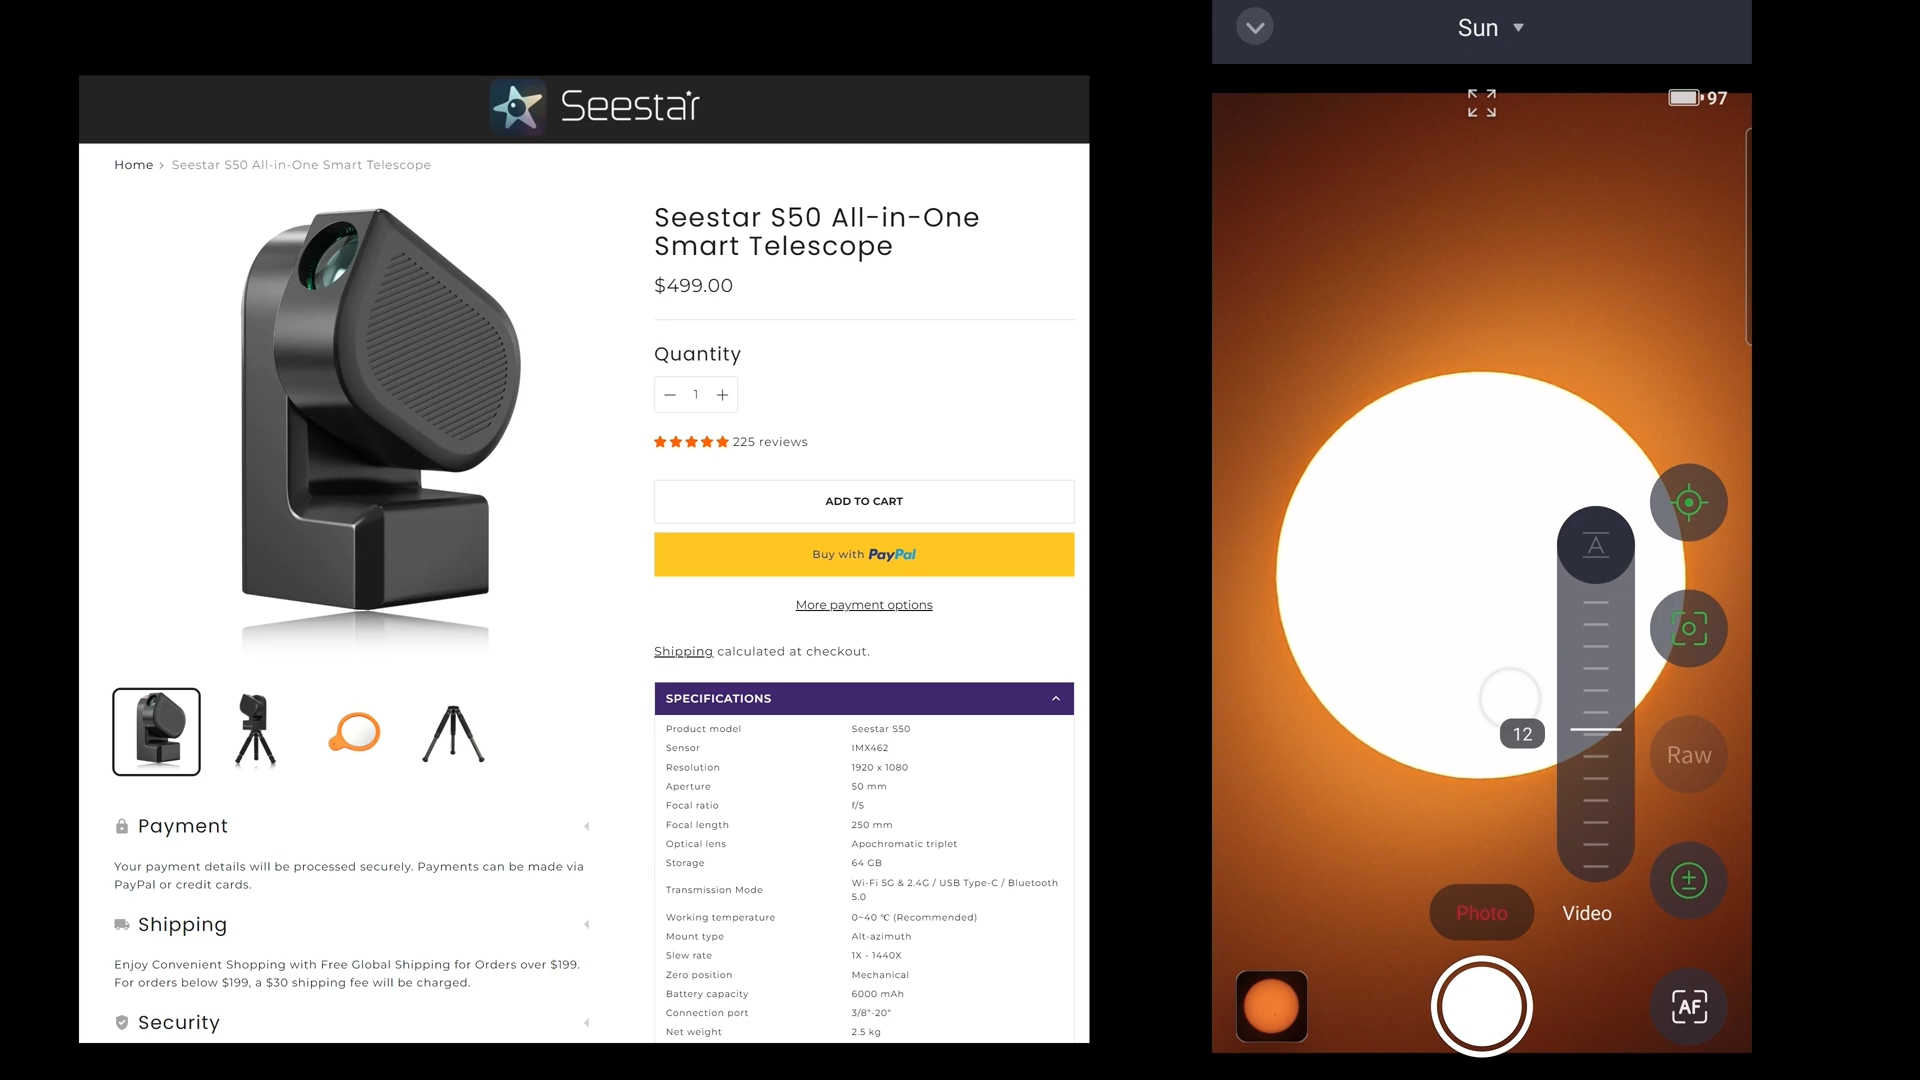 Seestar
Home > Seestar S50 All-in-One Smart Telescope
Seestar S50 All-in-One
Smart Telescope
$499.00
Quantity
− 1 +
225 reviews
ADD TO CART
Buy with PayPal
More payment options
Shipping calculated at checkout.
SPECIFICATIONS
Product model Seestar S50
Sensor IMX462
Resolution 1920 x 1080
Aperture 50 mm
Focal ratio f/5
Focal length 250 mm
Optical lens Apochromatic triplet
Storage 64 GB
Transmission Mode Wi-Fi 5G & 2.4G / USB Type-C / Bluetooth
5.0
Working temperature 0~40 ℃ (Recommended)
Mount type Alt-azimuth
Slew rate 1X - 1440X
Zero position Mechanical
Battery capacity 6000 mAh
Connection port 3/8"-20"
Net weight 2.5 kg
Payment
Your payment details will be processed securely. Payments can be made via
PayPal or credit cards.
Shipping
Enjoy Convenient Shopping with Free Global Shipping for Orders over $199.
For orders below $199, a $30 shipping fee will be charged.
Security
Sun
97
A
12
Raw
Photo
Video
AF